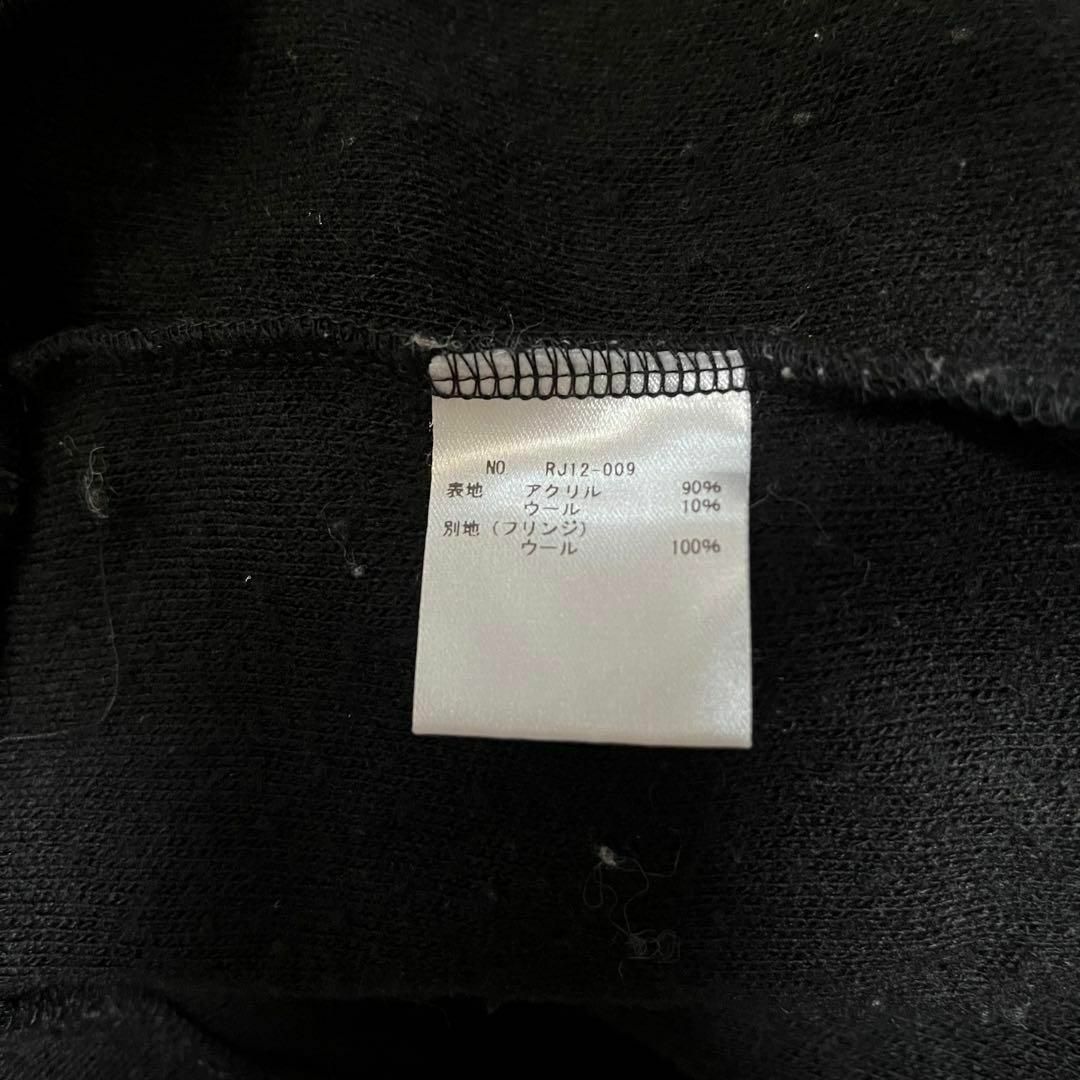 NO RJ12-009
表地 アクリル 90%
ウール 10%
別地(フリンジ)
ウール 100%